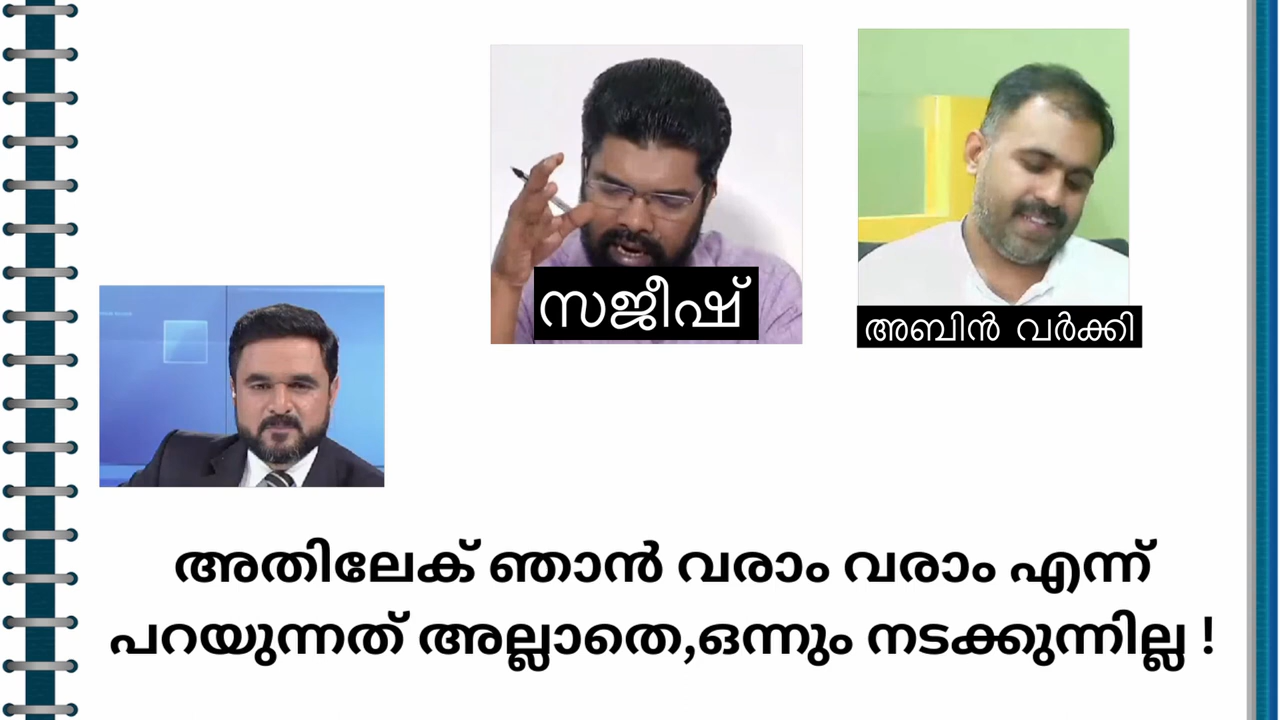 സജീഷ്
അബിൻ വർക്കി
അതിലേക് ഞാൻ വരാം വരാം എന്ന്
പറയുന്നത് അല്ലാതെ,ഒന്നും നടക്കുന്നില്ല !